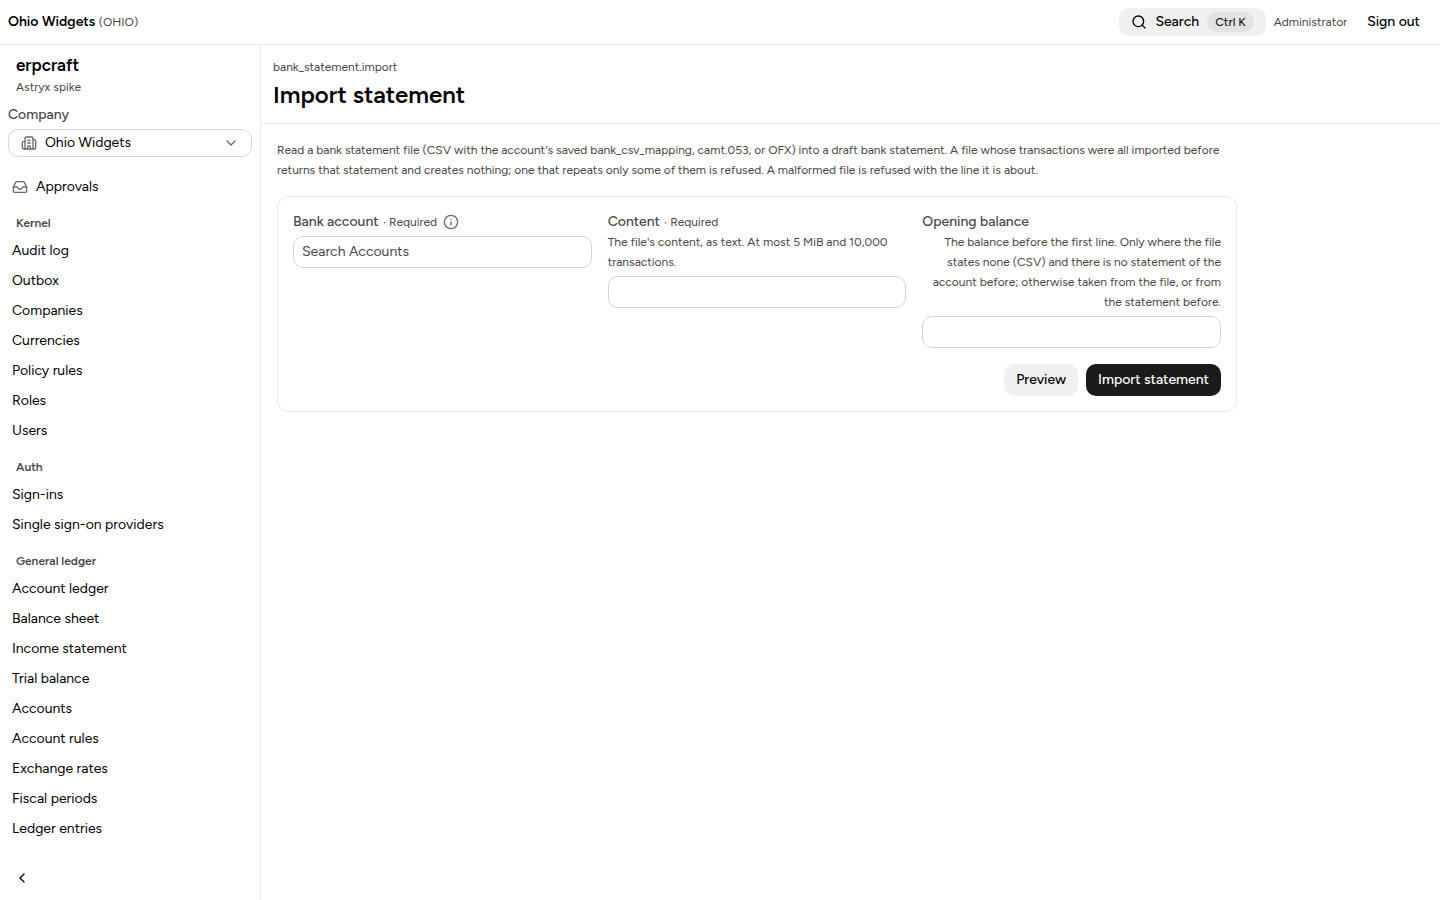 Ohio Widgets (OHIO)
Search Ctrl K Administrator Sign out
erpcraft
Astryx spike
Company
Ohio Widgets
Approvals
Kernel
Audit log
Outbox
Companies
Currencies
Policy rules
Roles
Users
Auth
Sign-ins
Single sign-on providers
General ledger
Account ledger
Balance sheet
Income statement
Trial balance
Accounts
Account rules
Exchange rates
Fiscal periods
Ledger entries
bank_statement.import
Import statement
Read a bank statement file (CSV with the account's saved bank_csv_mapping, camt.053, or OFX) into a draft bank statement. A file whose transactions were all imported before
returns that statement and creates nothing; one that repeats only some of them is refused. A malformed file is refused with the line it is about.
Bank account · Required
Search Accounts
Content · Required
The file's content, as text. At most 5 MiB and 10,000
transactions.
Opening balance
The balance before the first line. Only where the file
states none (CSV) and there is no statement of the
account before; otherwise taken from the file, or from
the statement before.
Preview
Import statement